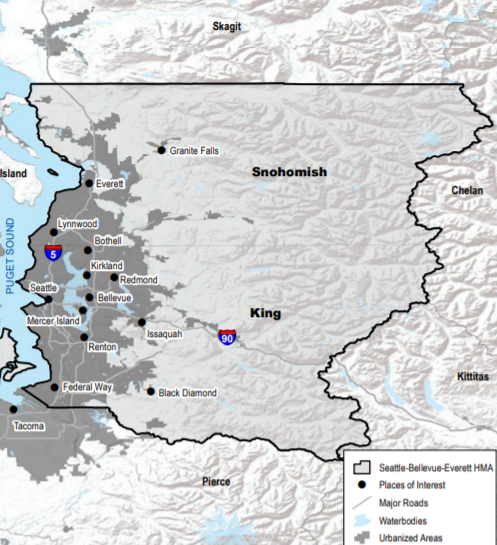 Skagit
Granite Falls
Snohomish
Island
Everett
Chelan
Lynnwood
PUGET SOUND
Bothell
5
Kirkland
Redmond
Seattle
Bellevue
Mercer Island
King
Issaquah
90
Renton
Kittitas
Federal Way
Black Diamond
Tacoma
Pierce
Seattle-Bellevue-Everett HMA
Places of Interest
Major Roads
Waterbodies
Urbanized Areas